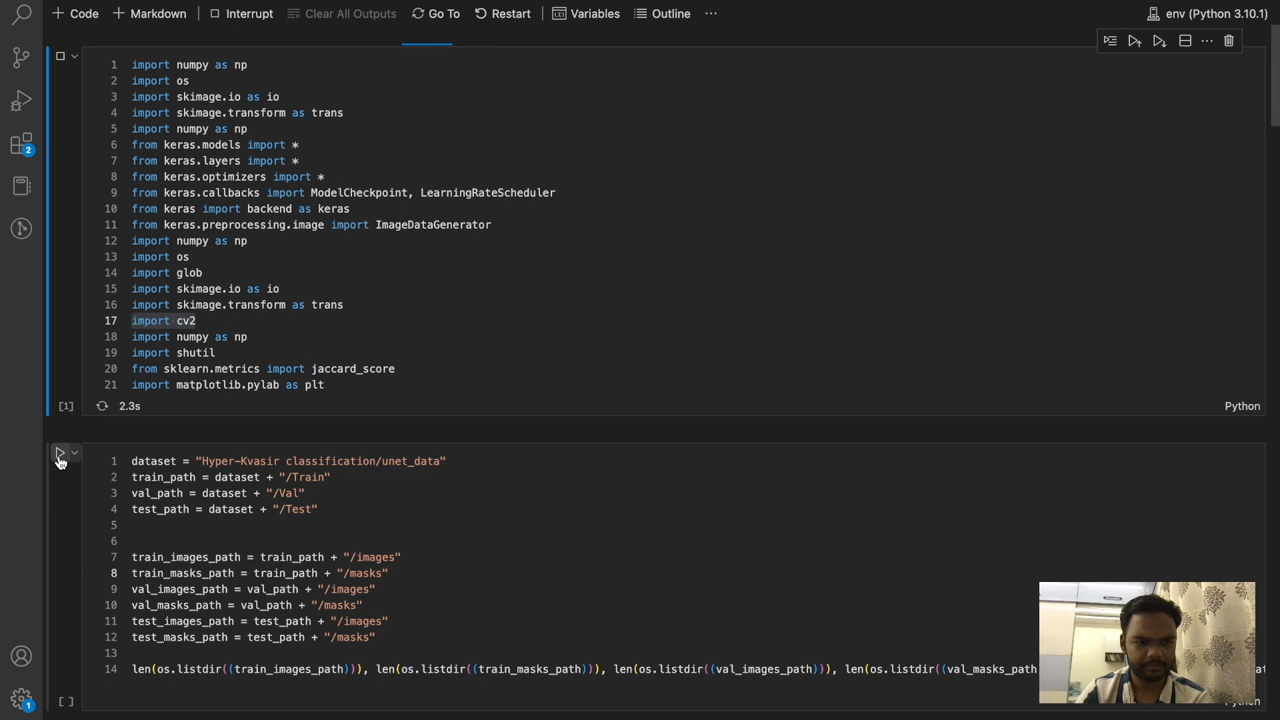 Code
Markdown
Interrupt
Clear All Outputs
Go To
Restart
Variables
Outline
···
env (Python 3.10.1)
1 import numpy as np
2 import os
3 import skimage.io as io
4 import skimage.transform as trans
5 import numpy as np
6 from keras.models import *
7 from keras.layers import *
8 from keras.optimizers import *
9 from keras.callbacks import ModelCheckpoint, LearningRateScheduler
10 from keras import backend as keras
11 from keras.preprocessing.image import ImageDataGenerator
12 import numpy as np
13 import os
14 import glob
15 import skimage.io as io
16 import skimage.transform as trans
17 import cv2
18 import numpy as np
19 import shutil
20 from sklearn.metrics import jaccard_score
21 import matplotlib.pylab as plt
[1] 2.3s Python
2
1 dataset = "Hyper-Kvasir classification/unet_data"
2 train_path = dataset + "/Train"
3 val_path = dataset + "/Val"
4 test_path = dataset + "/Test"
5
6
7 train_images_path = train_path + "/images"
8 train_masks_path = train_path + "/masks"
9 val_images_path = val_path + "/images"
10 val_masks_path = val_path + "/masks"
11 test_images_path = test_path + "/images"
12 test_masks_path = test_path + "/masks"
13
14 len(os.listdir((train_images_path))), len(os.listdir((train_masks_path))), len(os.listdir((val_images_path))), len(os.listdir((val_masks_path
[ ]
1